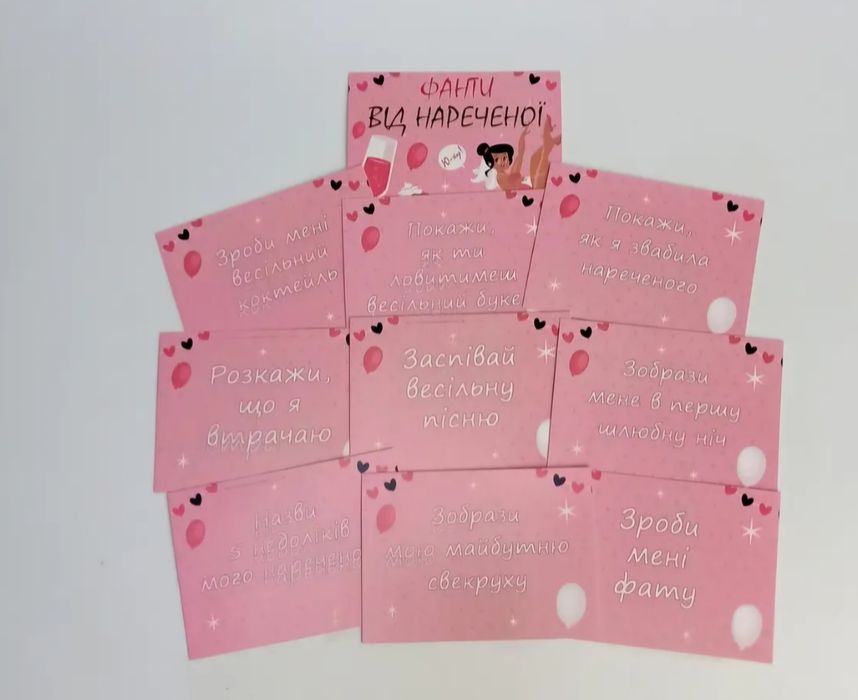 ФАНТИ
ВІД НАРЕЧЕНОЇ
Ю-ху!
Зроби мені
весільний
коктейль
Покажи,
як ти
ловитимеш
весільний буке
Покажи,
як я звабила
нареченого
Розкажи,
що я
втрачаю
Заспівай
весільну
пісню
Зобрази
мене в першу
шлюбну ніч
Назви
5 недоліків
мого наречено
Зобрази
мою майбутню
свекруху
Зроби
мені
фату